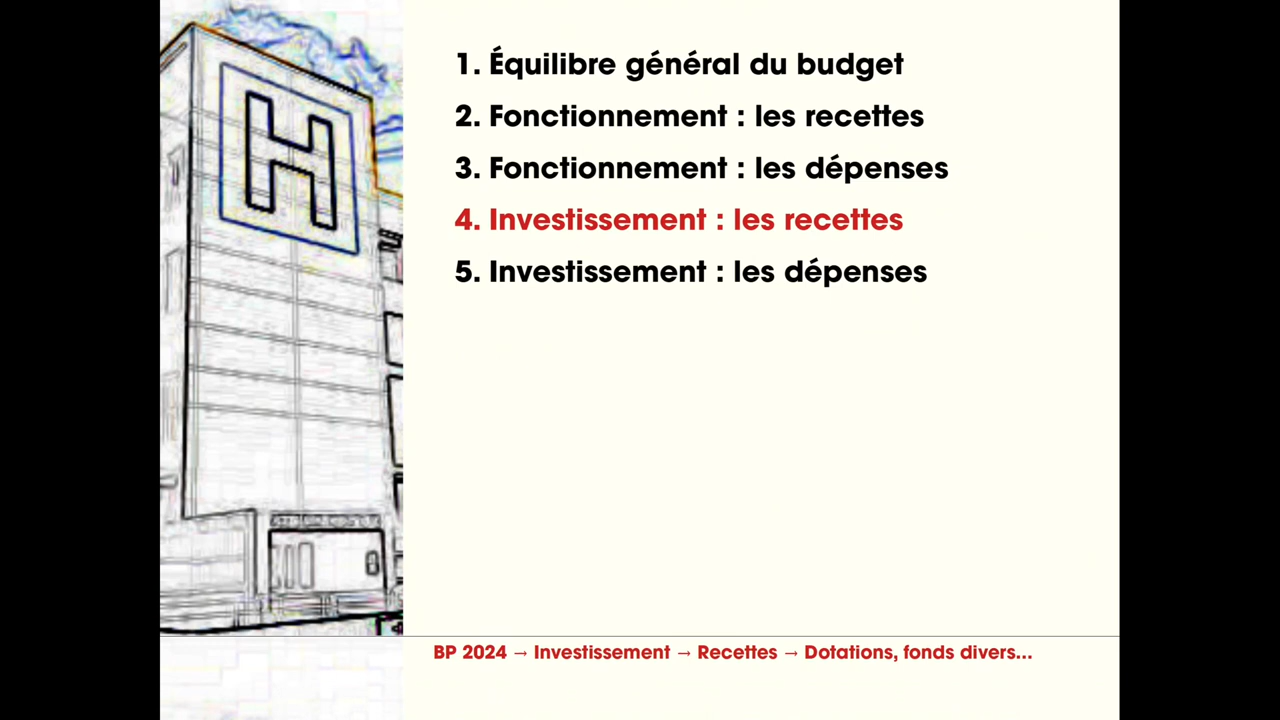 H
1. Équilibre général du budget
2. Fonctionnement : les recettes
3. Fonctionnement : les dépenses
4. Investissement : les recettes
5. Investissement : les dépenses
BP 2024 → Investissement → Recettes → Dotations, fonds divers...